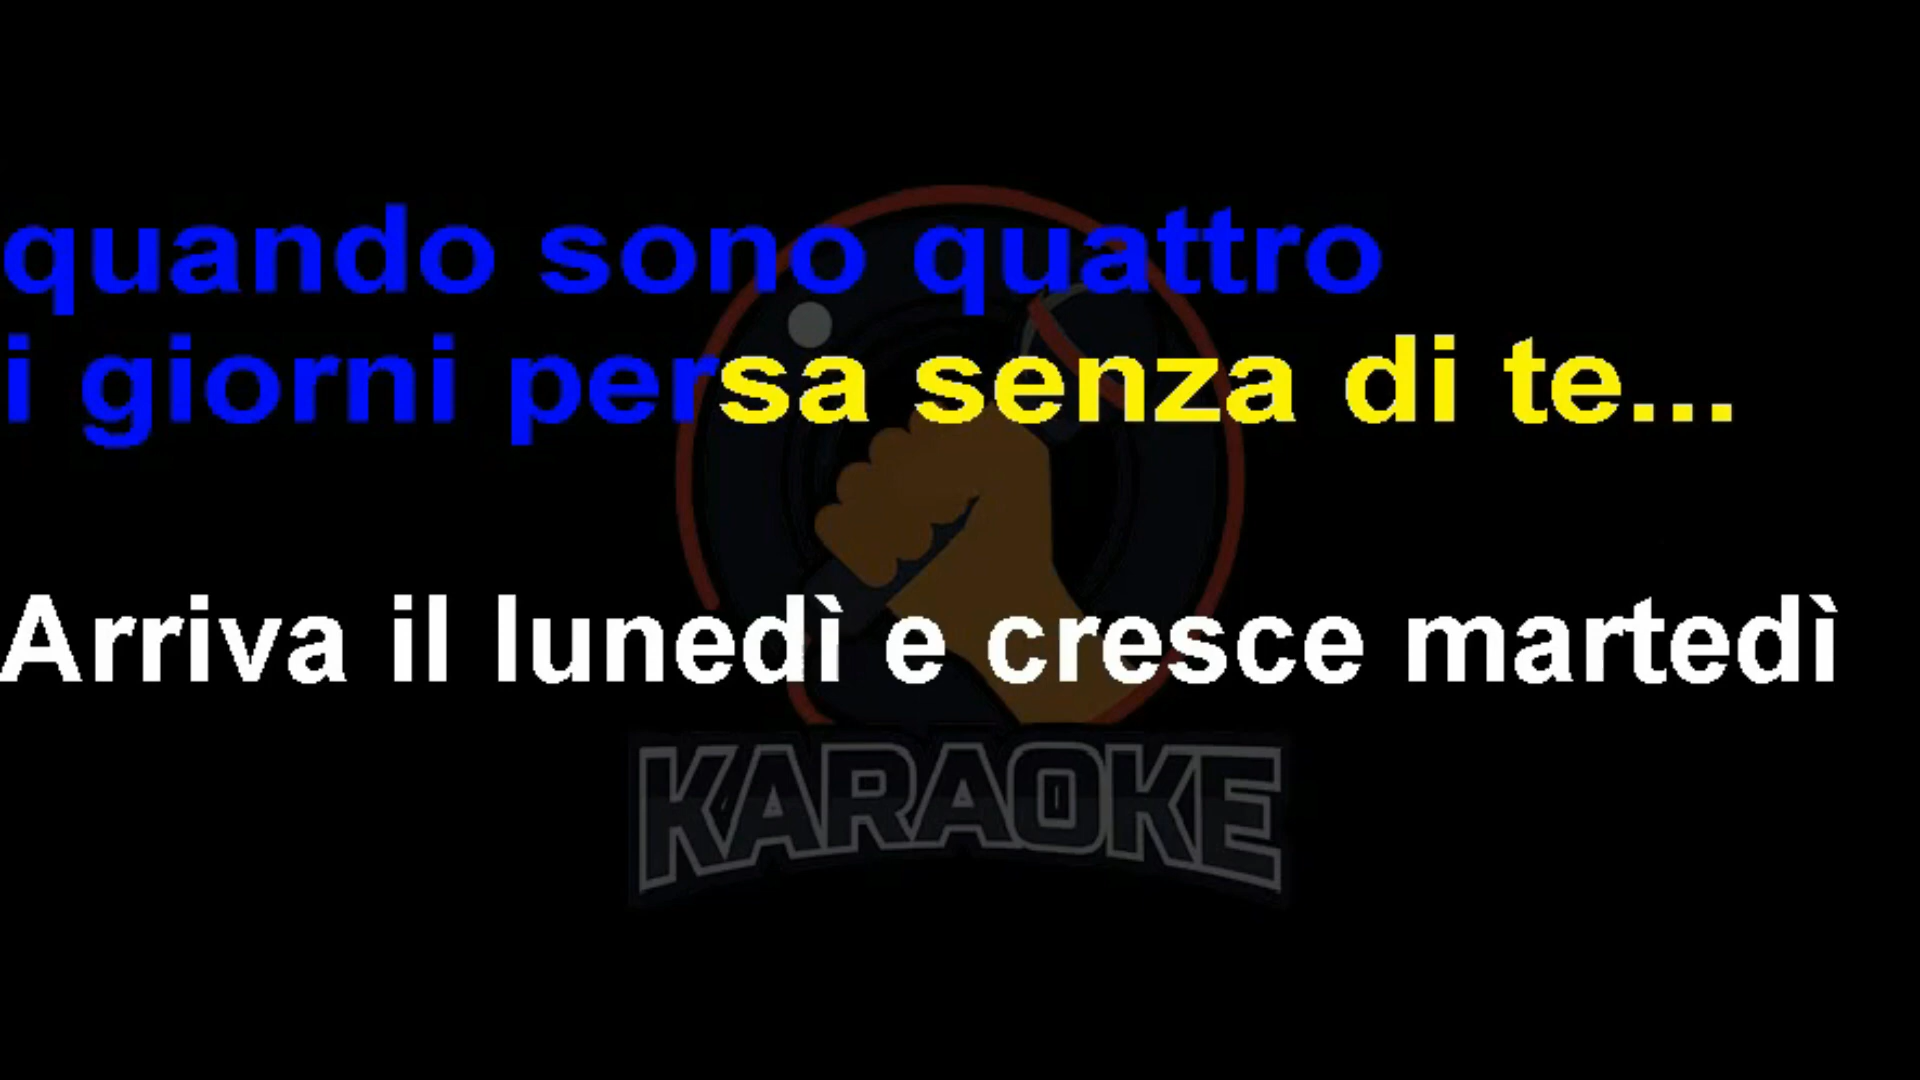 quando sono quattro
i giorni persa senza di te...
Arriva il lunedì e cresce martedì
KARAOKE